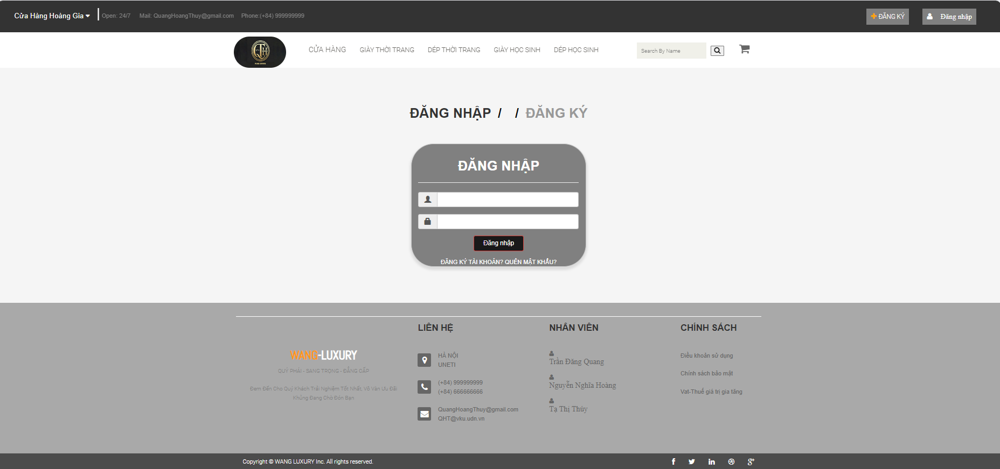 Cửa Hàng Hoàng Gia
Open: 24/7 Mail: QuangHoangThuy@gmail.com Phone:(+84) 999999999
ĐĂNG KÝ
Đăng nhập
CỬA HÀNG GIÀY THỜI TRANG DÉP THỜI TRANG GIÀY HỌC SINH DÉP HỌC SINH
Search By Name
ĐĂNG NHẬP / / ĐĂNG KÝ
ĐĂNG NHẬP
Đăng nhập
ĐĂNG KÝ TÀI KHOẢN? QUÊN MẬT KHẨU?
WANG-LUXURY
QUÝ PHÁI - SANG TRỌNG - ĐẲNG CẤP
Đem Đến Cho Quý Khách Trải Nghiệm Tốt Nhất, Vô Vàn Ưu Đãi
Khủng Đang Chờ Đón Bạn
LIÊN HỆ
HÀ NỘI
UNETI
(+84) 999999999
(+84) 666666666
QuangHoangThuy@gmail.com
QHT@vku.udn.vn
NHÂN VIÊN
Trần Đăng Quang
Nguyễn Nghĩa Hoàng
Tạ Thị Thúy
CHÍNH SÁCH
Điều khoản sử dụng
Chính sách bảo mật
Vat-Thuế giá trị gia tăng
Copyright © WANG LUXURY Inc. All rights reserved.